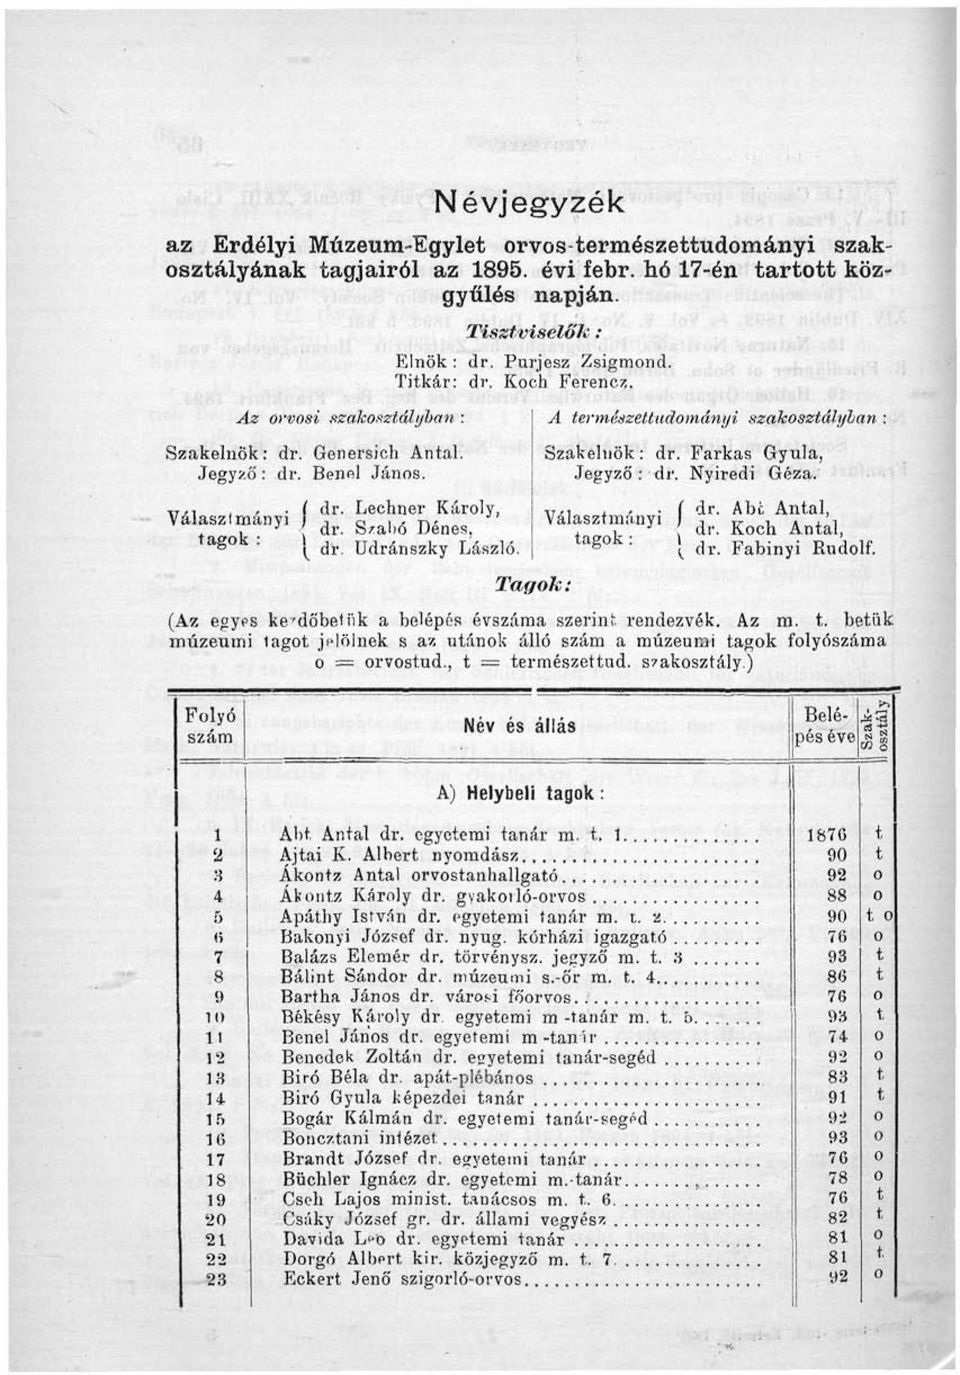 Névjegyzék
az Erdélyi Múzeum-Egylet orvos-természettudományi szak-
osztályának tagjairól az 1895. évi febr. hó 17-én tartott köz-
gyűlés napján.
Tisztviselők:
Elnök: dr. Purjesz Zsigmond.
Titkár: dr. Koch Ferencz.
Az orvosi szakosztályban:
Szakelnök: dr. Genersich Antal.
Jegyző: dr. Benel János.
Választmányi tagok:
dr. Lechner Károly,
dr. Szabó Dénes,
dr. Udránszky László.
A természettudományi szakosztályban:
Szakelnök: dr. Farkas Gyula,
Jegyző: dr. Nyiredi Géza.
Választmányi tagok:
dr. Abt Antal,
dr. Koch Antal,
dr. Fabinyi Rudolf.
Tagok:
(Az egyes kezdőbetük a belépés évszáma szerint rendezvék. Az m. t. betük
múzeumi tagot jelölnek s az utánok álló szám a múzeumi tagok folyószáma
o = orvostud., t = természettud. szakosztály.)
Folyó szám | Név és állás | Belé-pés éve | Szak-osztály
A) Helybeli tagok:
1 Abt Antal dr. egyetemi tanár m. t. 1. 1876 t
2 Ajtai K. Albert nyomdász 90 t
3 Ákontz Antal orvostanhallgató 92 o
4 Ákontz Károly dr. gyakorló-orvos 88 o
5 Apáthy István dr. egyetemi tanár m. t. 2. 90 t o
6 Bakonyi József dr. nyug. kórházi igazgató 76 o
7 Balázs Elemér dr. törvénysz. jegyző m. t. 3 93 t
8 Bálint Sándor dr. múzeumi s.-őr m. t. 4. 86 t
9 Bartha János dr. városi főorvos 76 o
10 Békésy Károly dr. egyetemi m.-tanár m. t. 5. 93 t
11 Benel János dr. egyetemi m.-tanár 74 o
12 Benedek Zoltán dr. egyetemi tanár-segéd 92 o
13 Biró Béla dr. apát-plébános 83 t
14 Biró Gyula képezdei tanár 91 t
15 Bogár Kálmán dr. egyetemi tanár-segéd 92 o
16 Boncztani intézet 93 o
17 Brandt József dr. egyetemi tanár 76 o
18 Büchler Ignácz dr. egyetemi m.-tanár 78 o
19 Cseh Lajos minist. tanácsos m. t. 6. 76 t
20 Csáky József gr. dr. állami vegyész 82 t
21 Davida Leo dr. egyetemi tanár 81 o
22 Dorgó Albert kir. közjegyző m. t. 7. 81 t
23 Eckert Jenő szigorló-orvos 92 o